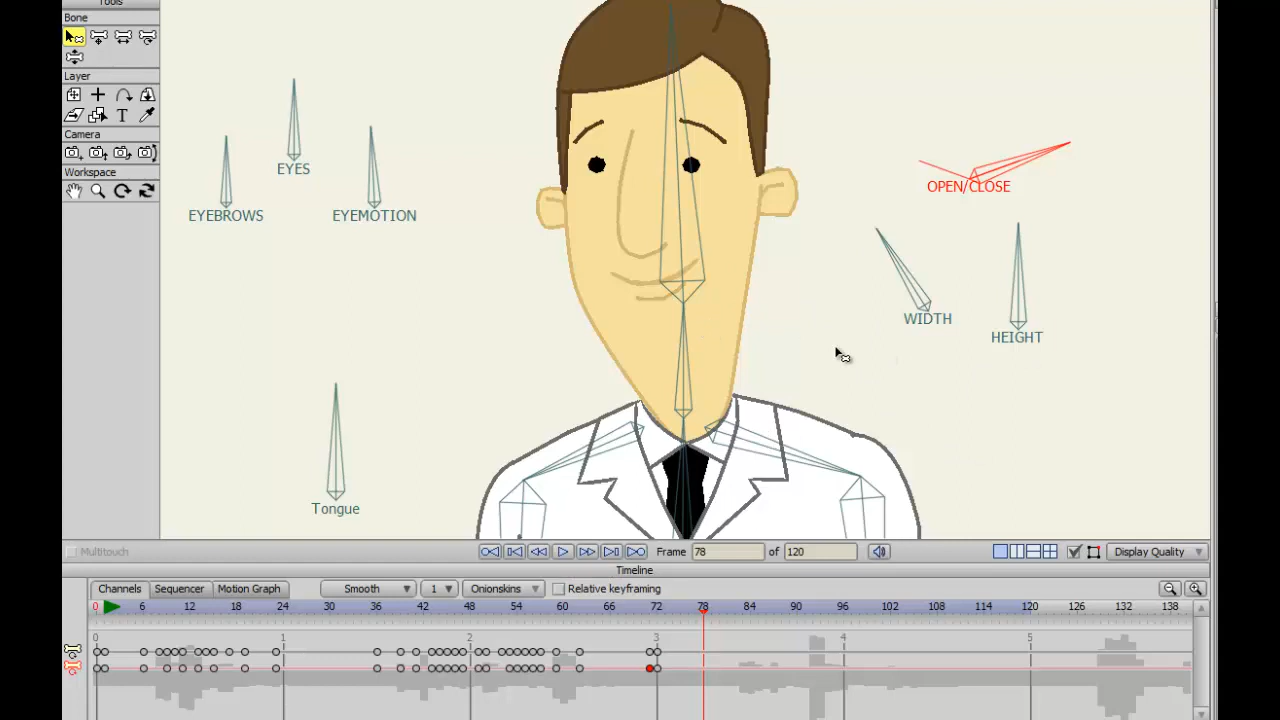 Tools
Bone
Layer
T
Camera
Workspace
EYES
EYEBROWS
EYEMOTION
OPEN/CLOSE
WIDTH
HEIGHT
Tongue
Multitouch
Frame 78 of 120
Display Quality
Timeline
Channels Sequencer Motion Graph Smooth 1 Onionskins Relative keyframing
0 6 12 18 24 30 36 42 48 54 60 66 72 78 84 90 96 102 108 114 120 126 132 138
0 1 2 3 4 5